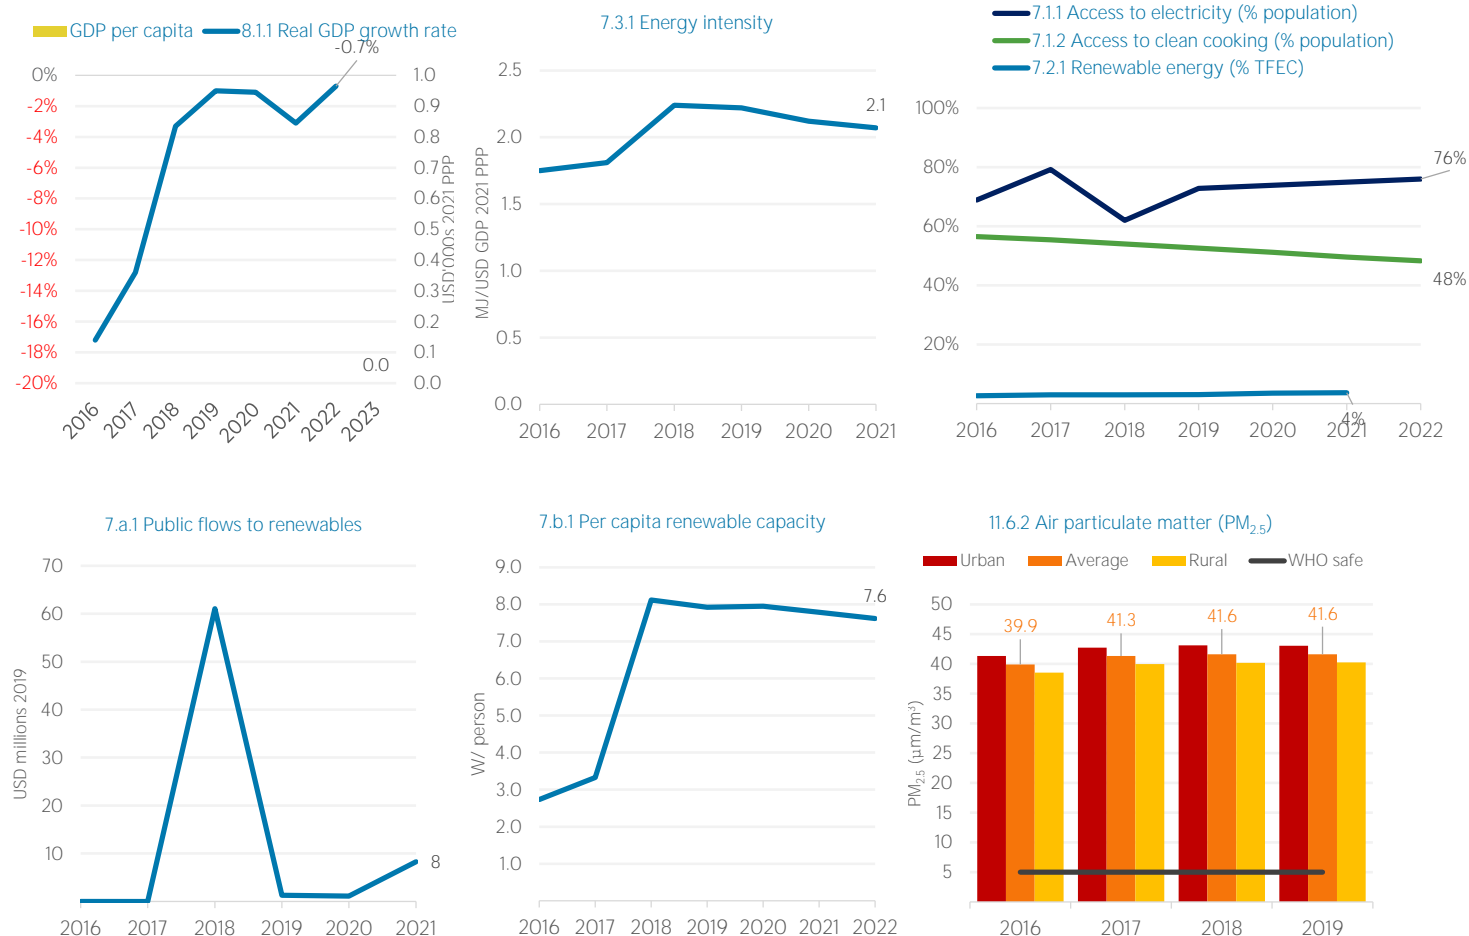 GDP per capita 8.1.1 Real GDP growth rate
-0.7%
0% 1.0
-2% 0.9
-4% 0.8
-6% 0.7
-8% 0.6
-10% 0.5
-12% 0.4
-14% 0.3
-16% 0.2
-18% 0.1
0.0
-20% 0.0
USD'000s 2021 PPP
2016 2017 2018 2019 2020 2021 2022 2023
7.3.1 Energy intensity
2.5
2.1
2.0
1.5
1.0
0.5
0.0
MJ/USD GDP 2021 PPP
2016 2017 2018 2019 2020 2021
7.1.1 Access to electricity (% population)
7.1.2 Access to clean cooking (% population)
7.2.1 Renewable energy (% TFEC)
100%
80%
76%
60%
40%
48%
20%
4%
2016 2017 2018 2019 2020 2021 2022
7.a.1 Public flows to renewables
70
60
50
40
30
20
10
8
USD millions 2019
2016 2017 2018 2019 2020 2021
7.b.1 Per capita renewable capacity
9.0
8.0
7.6
7.0
6.0
5.0
4.0
3.0
2.0
1.0
W/ person
2016 2017 2018 2019 2020 2021 2022
11.6.2 Air particulate matter (PM2.5)
Urban Average Rural WHO safe
50
45
40
35
30
25
20
15
10
5
39.9 41.3 41.6 41.6
PM2.5 (μm/m³)
2016 2017 2018 2019